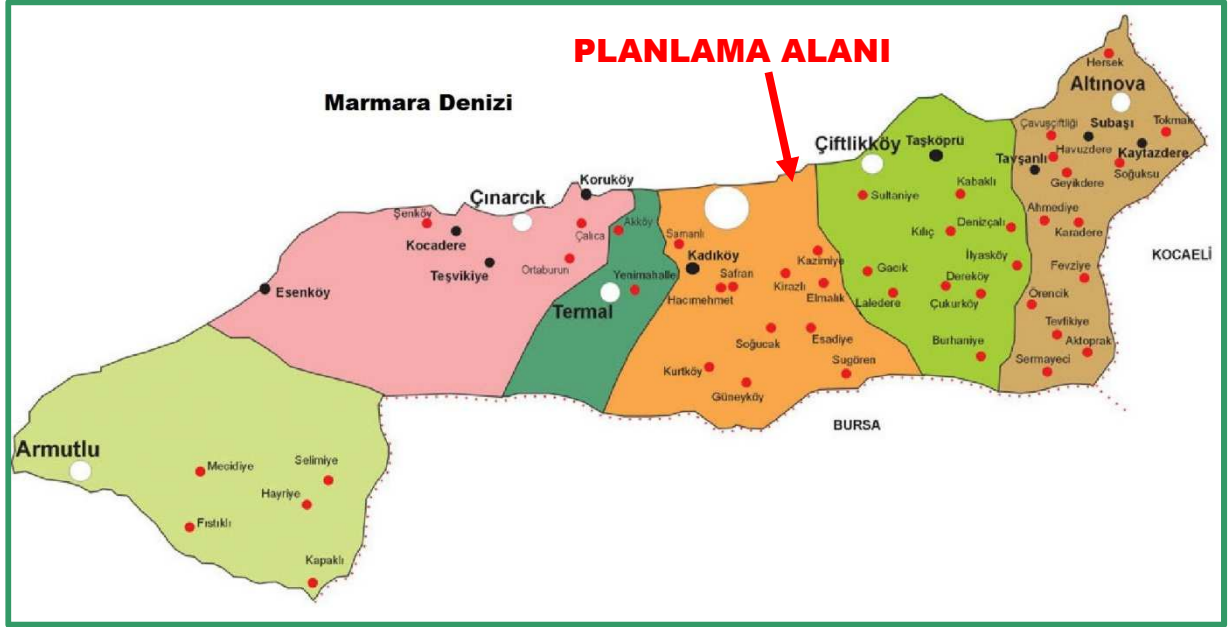 PLANLAMA ALANI
Marmara Denizi
Hersek
Altınova
Çavuşçiftliği
Subaşı
Tokmak
Havuzdere
Kaytazdere
Tavşanlı
Geyikdere
Soğuksu
Ahmediye
Karadere
KOCAELİ
Fevziye
Örencik
Tevfikiye
Aktoprak
Sermayeci
Çiftlikköy
Taşköprü
Sultaniye
Kabaklı
Kılıç
Denizçalı
İlyasköy
Gacık
Dereköy
Laledere
Çukurköy
Burhaniye
Koruköy
Çınarcık
Şenköy
Kocadere
Çalıca
Akköy
Teşvikiye
Ortaburun
Yenimahalle
Esenköy
Termal
Samanlı
Kadıköy
Safran
Hacımehmet
Kazimiye
Kirazlı
Elmalık
Soğucak
Esadiye
Kurtköy
Güneyköy
Sugören
BURSA
Armutlu
Mecidiye
Selimiye
Hayriye
Fıstıklı
Kapaklı